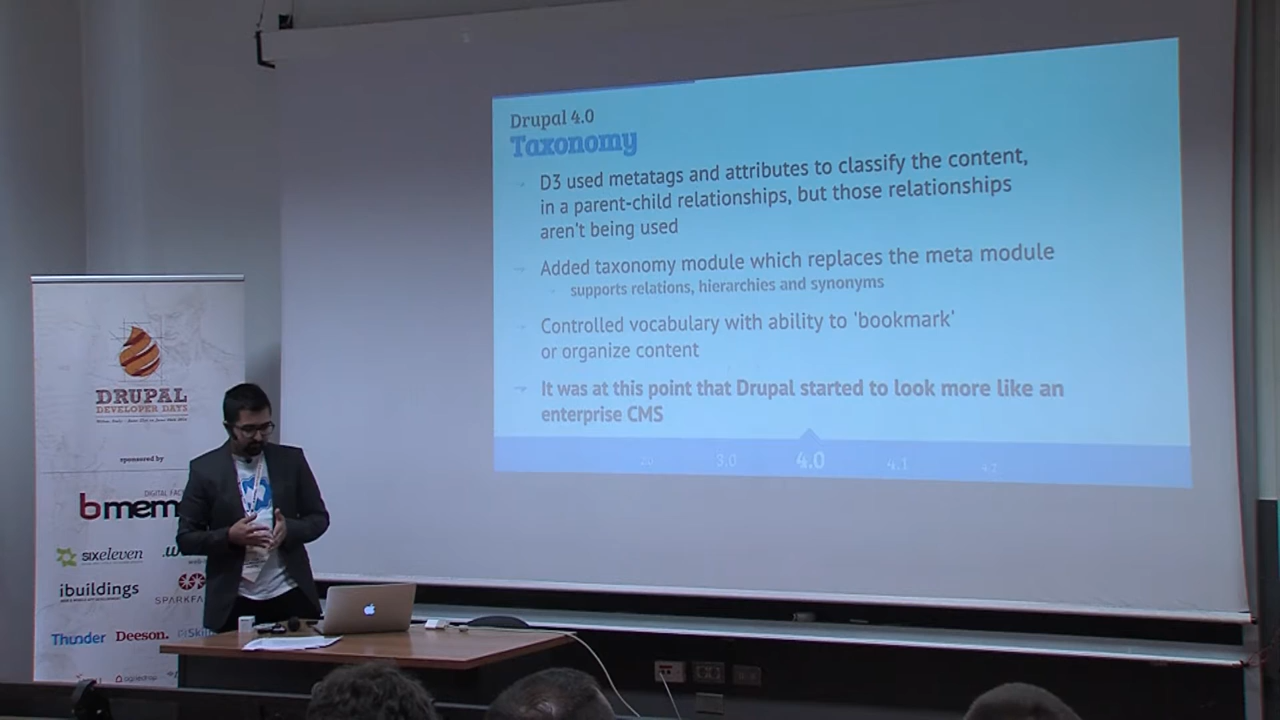 Drupal 4.0
Taxonomy
D3 used metatags and attributes to classify the content,
in a parent-child relationships, but those relationships
aren't being used
Added taxonomy module which replaces the meta module
supports relations, hierarchies and synonyms
Controlled vocabulary with ability to 'bookmark'
or organize content
It was at this point that Drupal started to look more like an
enterprise CMS
3.0 4.0 4.1
DRUPAL
DEVELOPER DAYS
sponsored by
DIGITAL
bmem
SIXeleven
ibuildings
SPARKFA
Thunder Deeson.